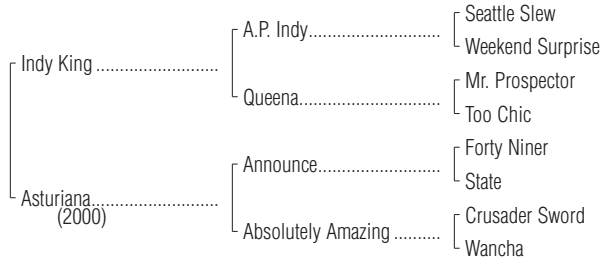 Seattle Slew
A.P. Indy..............................
Weekend Surprise
Indy King ............................
Mr. Prospector
Queena.................................
Too Chic
Forty Niner
Announce.............................
State
Asturiana.............................
(2000)
Crusader Sword
Absolutely Amazing ..........
Wancha